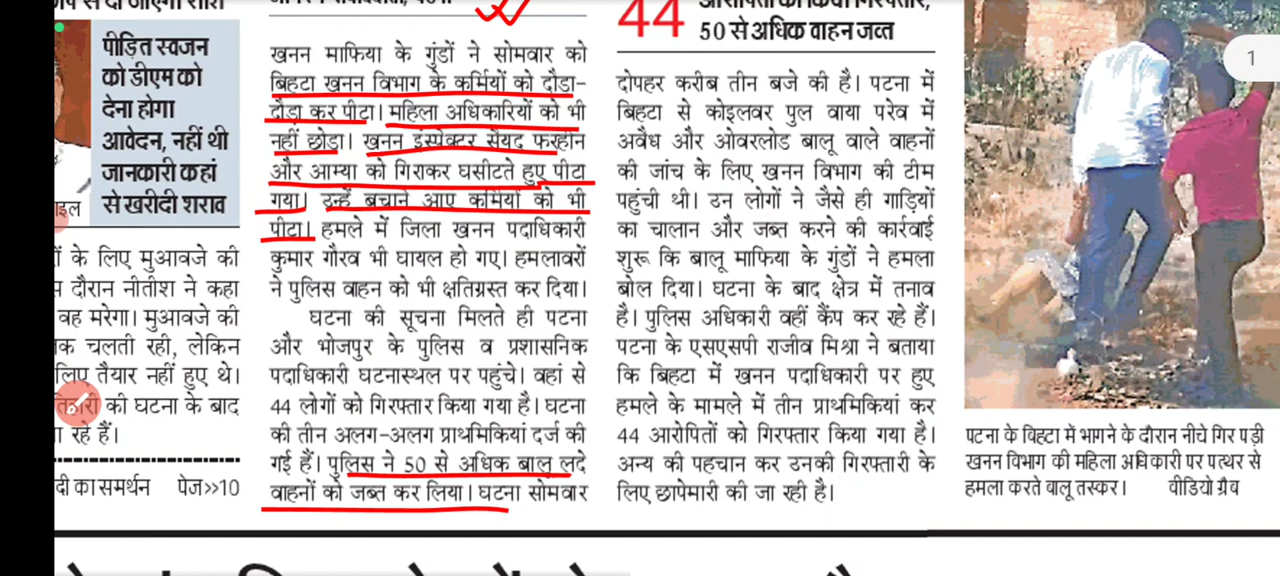 पीड़ित स्वजन
को डीएम को
देना होगा
आवेदन, नहीं थी
जानकारी कहां
से खरीदी शराब
के लिए मुआवजे की
दौरान नीतीश ने कहा
वह मरेगा। मुआवजे की
चलती रही, लेकिन
लिए तैयार नहीं हुए थे।
की घटना के बाद
रहे हैं।
का समर्थन पेज>>10
खनन माफिया के गुंडों ने सोमवार को
बिहटा खनन विभाग के कर्मियों को दौड़ा-
दौड़ा कर पीटा। महिला अधिकारियों को भी
नहीं छोड़ा। खनन इंस्पेक्टर सैयद फरहीन
और आम्या को गिराकर घसीटते हुए पीटा
गया। उन्हें बचाने आए कर्मियों को भी
पीटा। हमले में जिला खनन पदाधिकारी
कुमार गौरव भी घायल हो गए। हमलावरों
ने पुलिस वाहन को भी क्षतिग्रस्त कर दिया।
घटना की सूचना मिलते ही पटना
और भोजपुर के पुलिस व प्रशासनिक
पदाधिकारी घटनास्थल पर पहुंचे। वहां से
44 लोगों को गिरफ्तार किया गया है। घटना
की तीन अलग-अलग प्राथमिकियां दर्ज की
गई हैं। पुलिस ने 50 से अधिक बालू लदे
वाहनों को जब्त कर लिया। घटना सोमवार
44
50 से अधिक वाहन जब्त
दोपहर करीब तीन बजे की है। पटना में
बिहटा से कोइलवर पुल वाया परेव में
अवैध और ओवरलोड बालू वाले वाहनों
की जांच के लिए खनन विभाग की टीम
पहुंची थी। उन लोगों ने जैसे ही गाड़ियों
का चालान और जब्त करने की कार्रवाई
शुरू कि बालू माफिया के गुंडों ने हमला
बोल दिया। घटना के बाद क्षेत्र में तनाव
है। पुलिस अधिकारी वहीं कैंप कर रहे हैं।
पटना के एसएसपी राजीव मिश्रा ने बताया
कि बिहटा में खनन पदाधिकारी पर हुए
हमले के मामले में तीन प्राथमिकियां कर
44 आरोपितों को गिरफ्तार किया गया है।
अन्य की पहचान कर उनकी गिरफ्तारी के
लिए छापेमारी की जा रही है।
1
पटना के बिहटा में भागने के दौरान नीचे गिर पड़ी
खनन विभाग की महिला अधिकारी पर पत्थर से
हमला करते बालू तस्कर। वीडियो ग्रैब